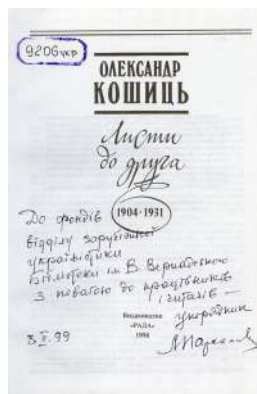 9206укр
ОЛЕКСАНДР
КОШИЦЬ
Листи
до друга
1904-1931
До фондів
відділу зарубіжної
україніки
Бібліотеки ім. В. Вернадського
з повагою до працівників
і читачів —
упорядник
Видавництво
«РАДА»
1998
8.V.99